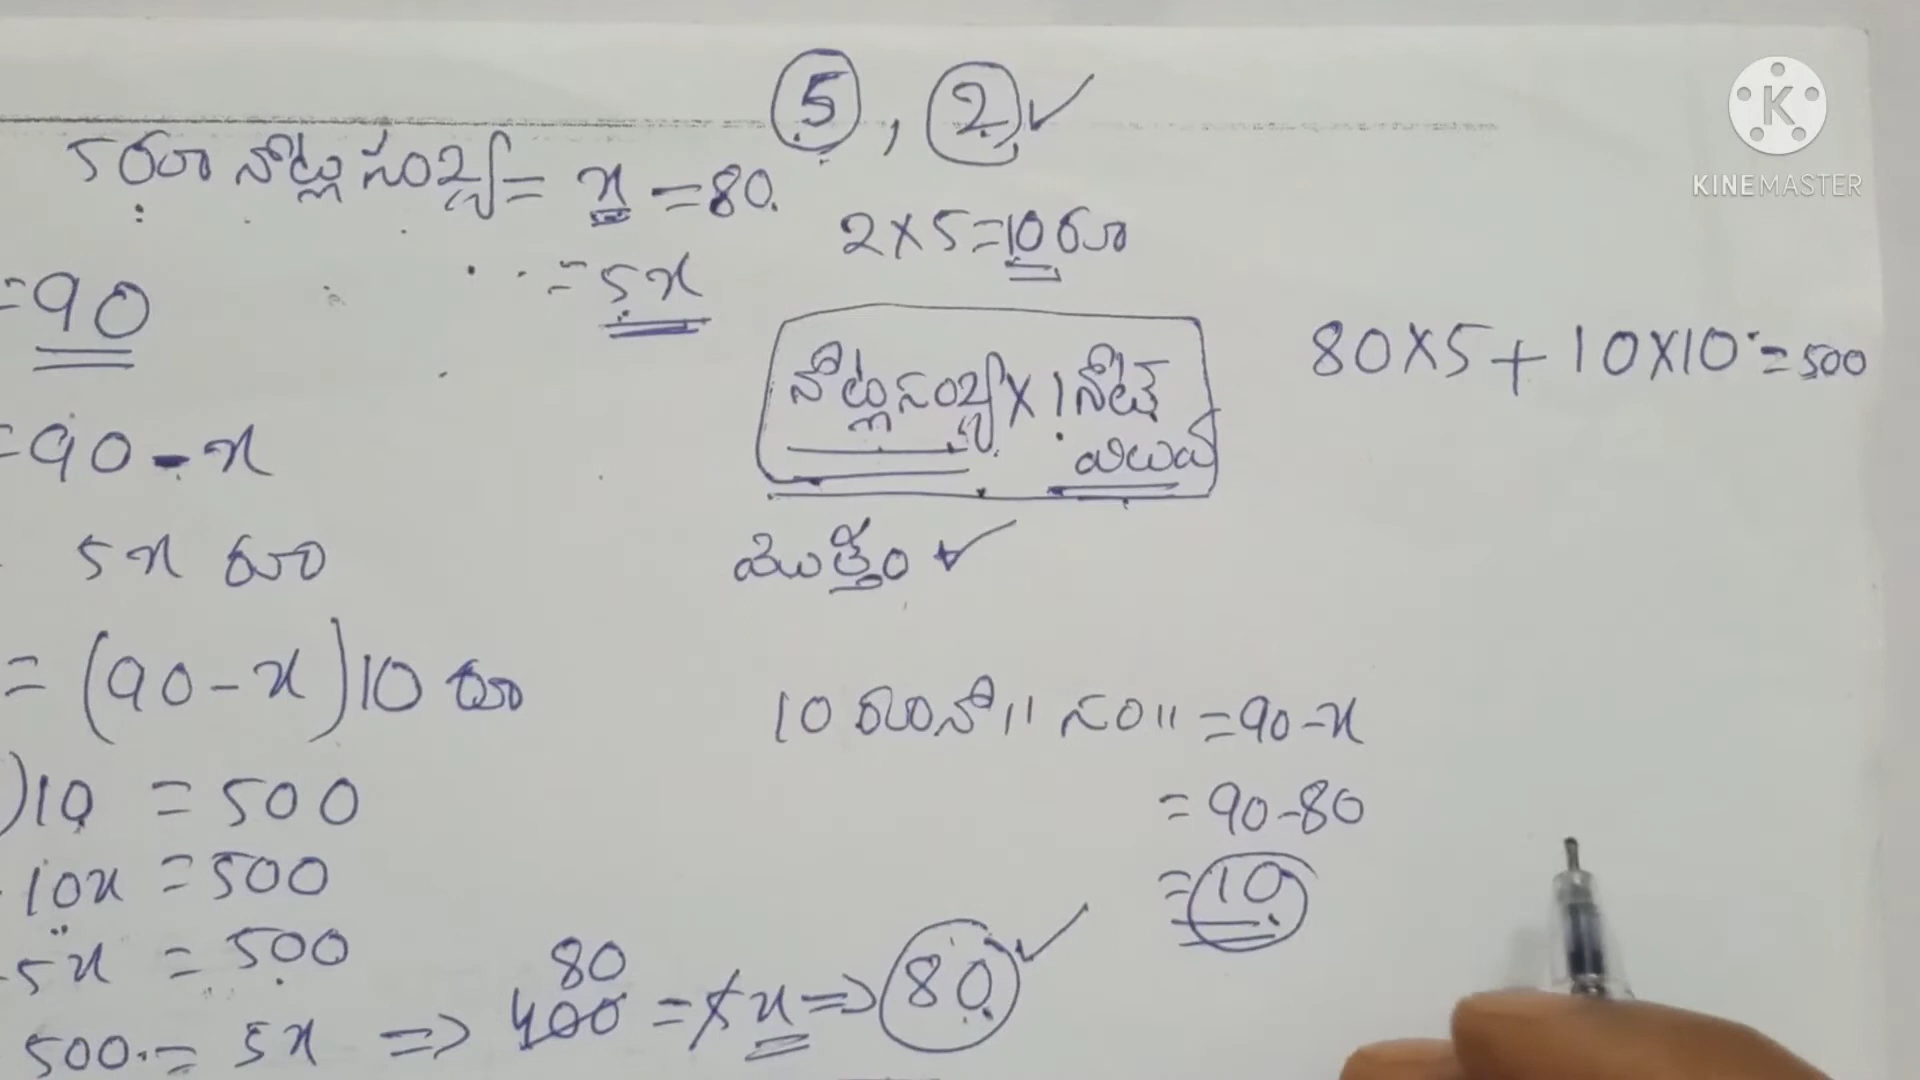 5 , 2 ✓
5రూ నోట్ల సంఖ్య = x = 80.
= 5x
2×5=10రూ
నోట్ల సంఖ్య × 1 నోట్
విలువ
మొత్తం ✓
80×5 + 10×10 = 500
=90
=90-x
5x రూ
= (90-x)10 రూ
)10 = 500
10x = 500
-5x = 500
500 = 5x => 400 = 5x => 80 ✓
80
10 రూ నో|| సం|| = 90-x
= 90-80
= 10
K
KINEMASTER